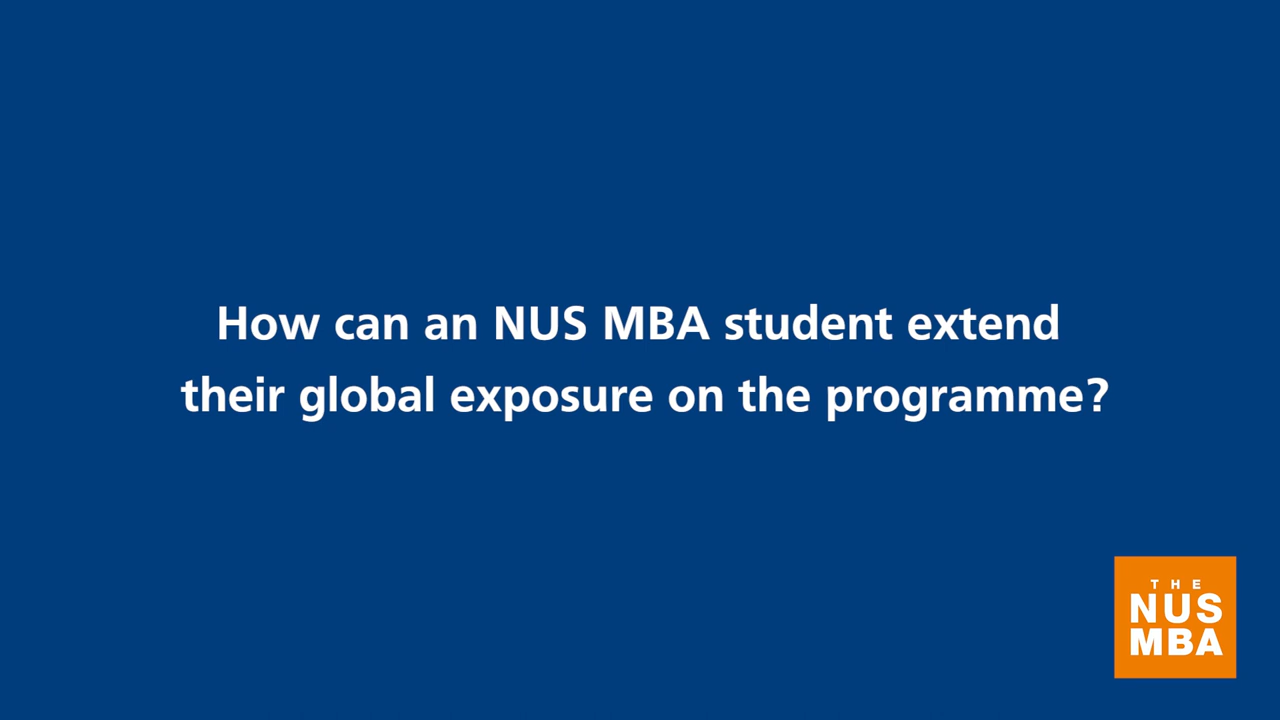 How can an NUS MBA student extend
their global exposure on the programme?
THE
NUS
MBA